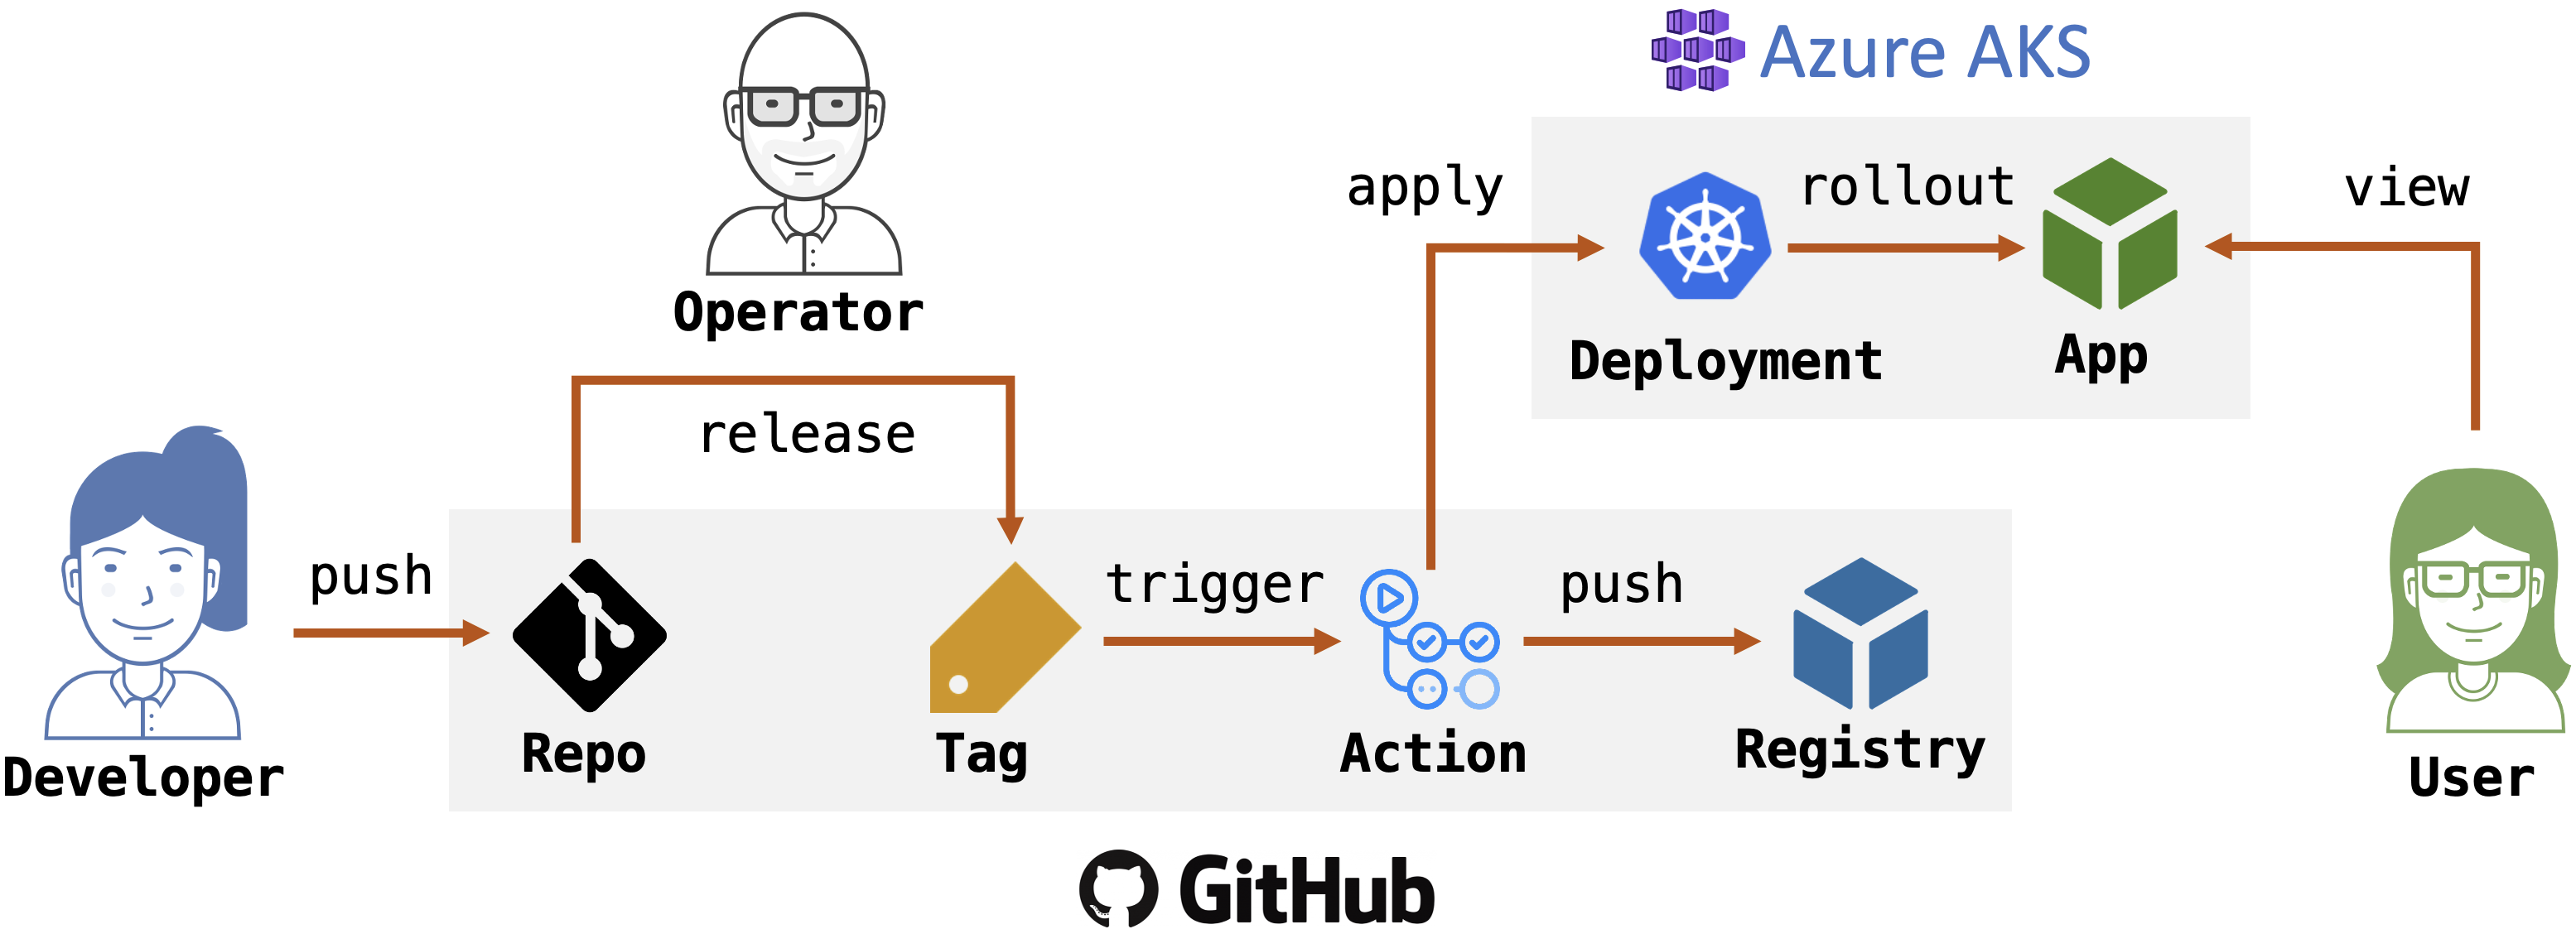 Azure AKS
apply
rollout
view
Operator
Deployment
App
release
push
trigger
push
Developer
Repo
Tag
Action
Registry
User
GitHub